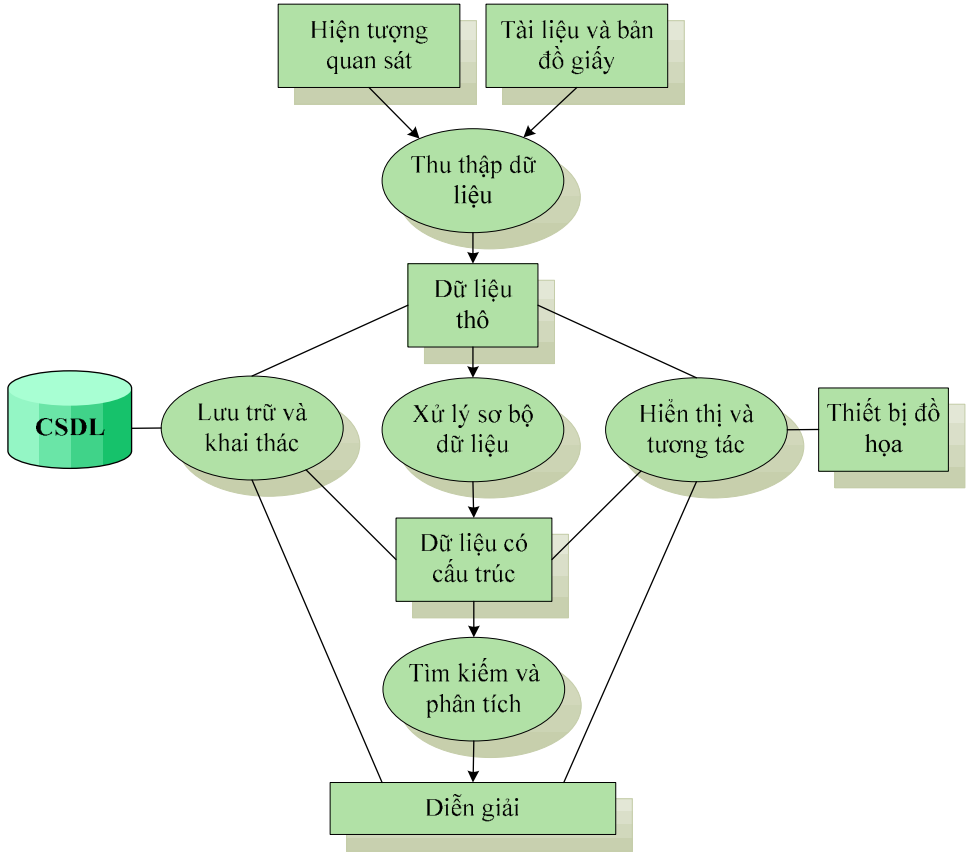 Hiện tượng
quan sát
Tài liệu và bản
đồ giấy
Thu thập dữ
liệu
Dữ liệu
thô
CSDL
Lưu trữ và
khai thác
Xử lý sơ bộ
dữ liệu
Hiển thị và
tương tác
Thiết bị đồ
họa
Dữ liệu có
cấu trúc
Tìm kiếm và
phân tích
Diễn giải